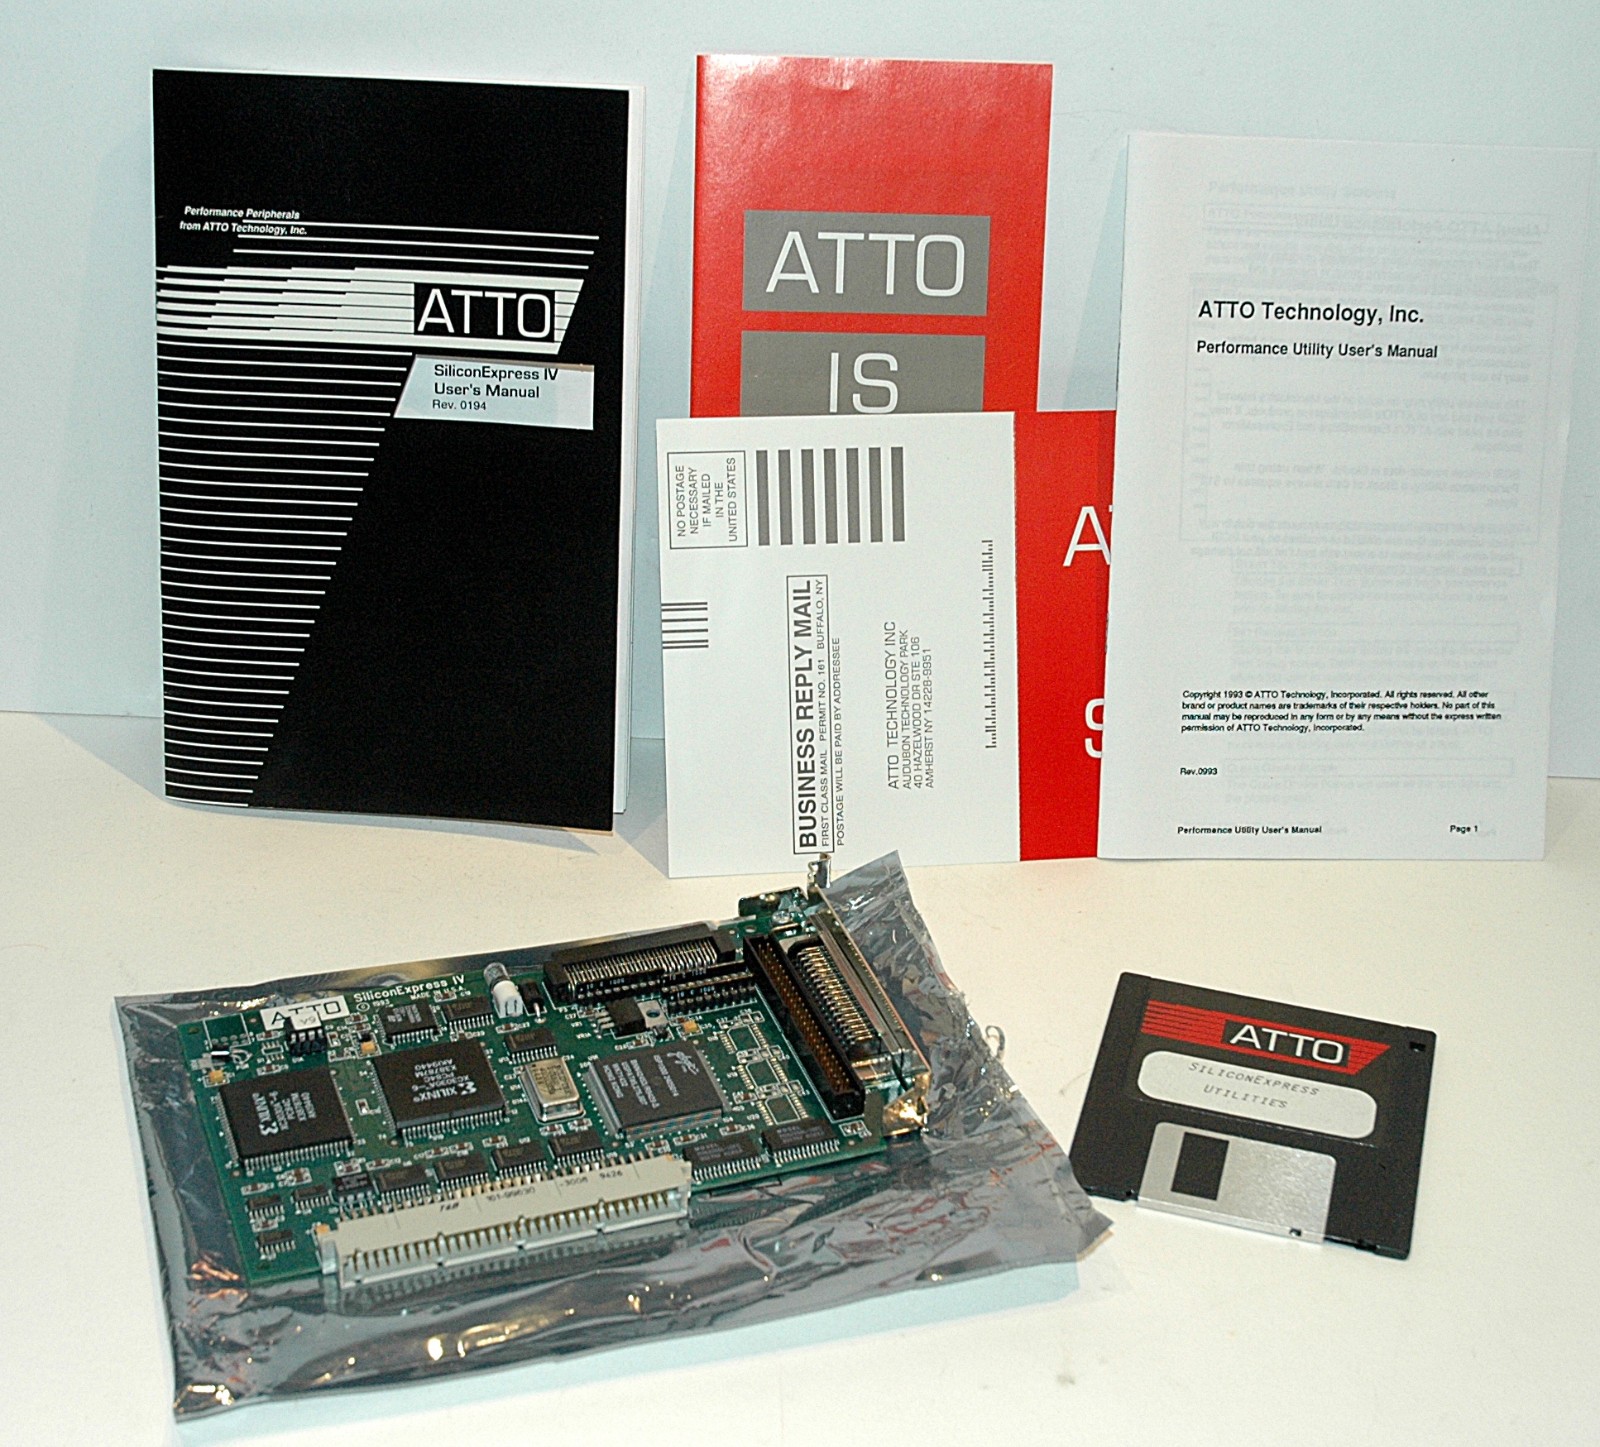 Performance Peripherals
from ATTO Technology, Inc.
ATTO
SiliconExpress IV
User's Manual
Rev. 0194
ATTO
IS
NO POSTAGE
NECESSARY
IF MAILED
IN THE
UNITED STATES
BUSINESS REPLY MAIL
FIRST CLASS MAIL PERMIT NO. 161 BUFFALO, NY
POSTAGE WILL BE PAID BY ADDRESSEE
ATTO TECHNOLOGY INC
AUDUBON TECHNOLOGY PARK
40 HAZELWOOD DR STE 106
AMHERST NY 14228-9951
ATTO Technology, Inc.
Performance Utility User's Manual
Copyright 1993 © ATTO Technology, Incorporated. All rights reserved. All other
brand or product names are trademarks of their respective holders. No part of this
manual may be reproduced in any form or by any means without the express written
permission of ATTO Technology, Incorporated.
Rev.0993
Performance Utility User's Manual Page 1
ATTO
SiliconExpress IV
© 1993 MADE IN U.S.A.
XILINX
XILINX
ATTO
SILICONEXPRESS
UTILITIES